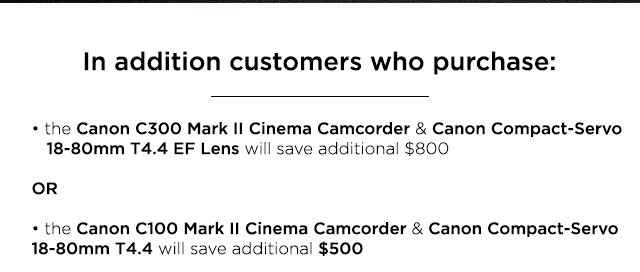 In addition customers who purchase:
• the Canon C300 Mark II Cinema Camcorder & Canon Compact-Servo
18-80mm T4.4 EF Lens will save additional $800
OR
• the Canon C100 Mark II Cinema Camcorder & Canon Compact-Servo
18-80mm T4.4 will save additional $500